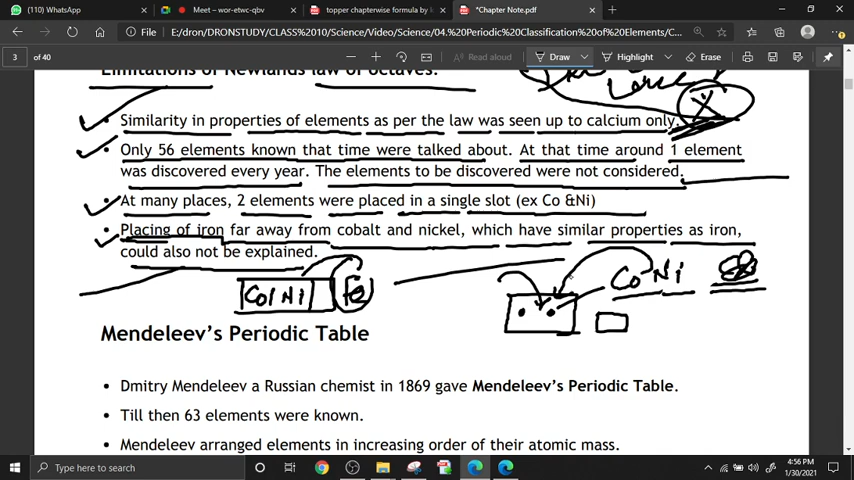 (110) WhatsApp
Meet – wor-etwc-qbv
topper chapterwise formula by k
*Chapter Note.pdf
File
E:/dron/DRONSTUDY/CLASS%2010/Science/Video/Science/04.%20Periodic%20Classification%20of%20Elements/C...
3 of 40
Read aloud
Draw
Highlight
Erase
Limitations of Newlands law of octaves:
• Similarity in properties of elements as per the law was seen up to calcium only.
• Only 56 elements known that time were talked about. At that time around 1 element
was discovered every year. The elements to be discovered were not considered.
• At many places, 2 elements were placed in a single slot (ex Co &Ni)
• Placing of iron far away from cobalt and nickel, which have similar properties as iron,
could also not be explained.
Co Ni
Co/Ni Fe
Mendeleev's Periodic Table
• Dmitry Mendeleev a Russian chemist in 1869 gave Mendeleev's Periodic Table.
• Till then 63 elements were known.
• Mendeleev arranged elements in increasing order of their atomic mass.
Type here to search
4:56 PM
1/30/2021